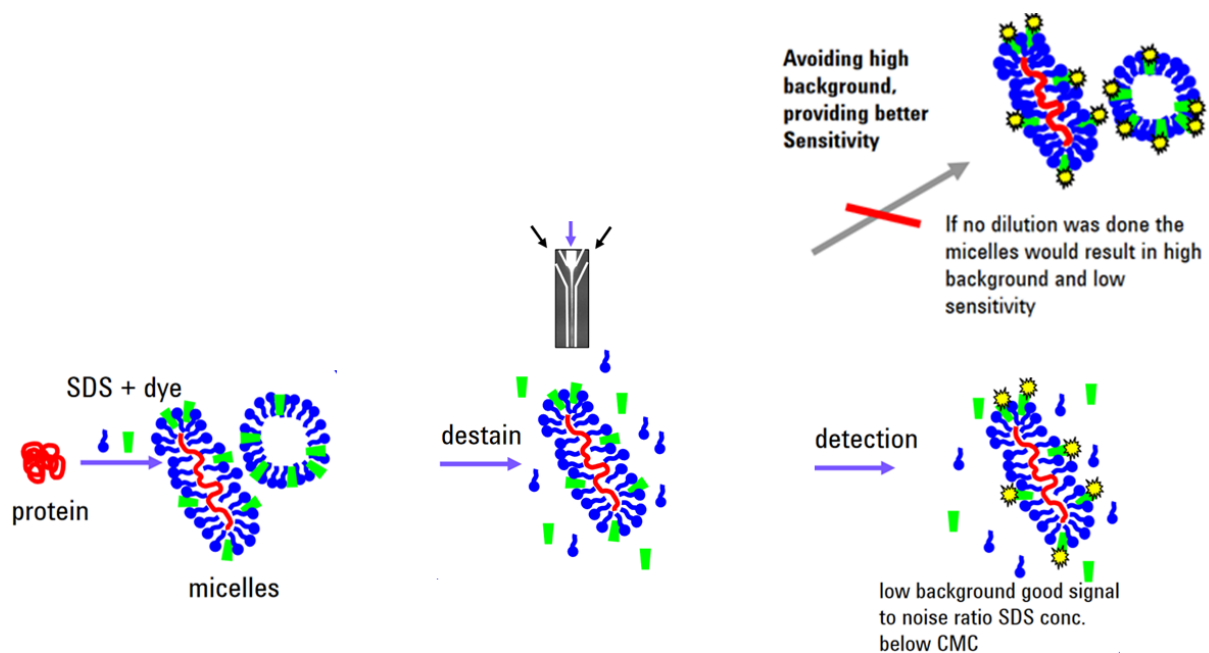 Avoiding high
background,
providing better
Sensitivity
If no dilution was done the
micelles would result in high
background and low
sensitivity
SDS + dye
protein
micelles
destain
detection
low background good signal
to noise ratio SDS conc.
below CMC